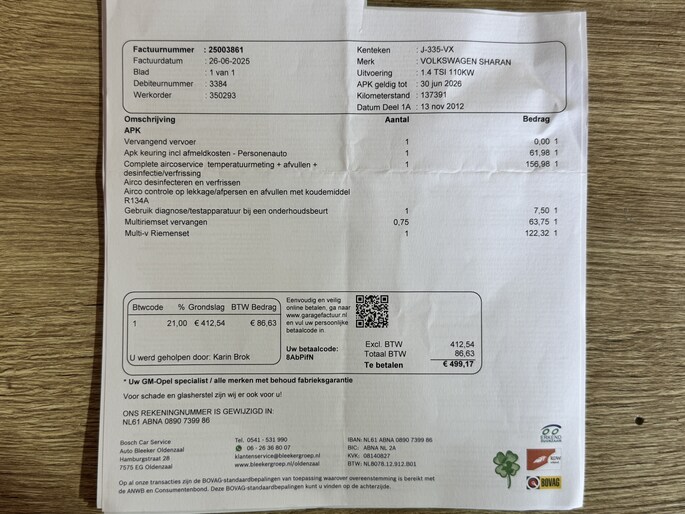 Factuurnummer : 25003861
Factuurdatum : 26-06-2025
Blad : 1 van 1
Debiteurnummer : 3384
Werkorder : 350293
Kenteken : J-335-VX
Merk : VOLKSWAGEN SHARAN
Uitvoering : 1.4 TSI 110KW
APK geldig tot : 30 jun 2026
Kilometerstand : 137391
Datum Deel 1A : 13 nov 2012
Omschrijving Aantal Bedrag
APK
Vervangend vervoer 1 0,00 1
Apk keuring incl afmeldkosten - Personenauto 1 61,98 1
Complete aircoservice temperatuurmeting + afvullen + 1 156,98 1
desinfectie/verfrissing
Airco desinfecteren en verfrissen
Airco controle op lekkage/afpersen en afvullen met koudemiddel
R134A
Gebruik diagnose/testapparatuur bij een onderhoudsbeurt 1 7,50 1
Multiriemset vervangen 0,75 63,75 1
Multi-v Riemenset 1 122,32 1
Btwcode % Grondslag BTW Bedrag
1 21,00 € 412,54 € 86,63
U werd geholpen door: Karin Brok
Eenvoudig en veilig
online betalen, ga naar
www.garagefactuur.nl
en vul uw persoonlijke
betaalcode in.
Uw betaalcode:
8AbPifN
Excl. BTW 412,54
Totaal BTW 86,63
Te betalen € 499,17
* Uw GM-Opel specialist / alle merken met behoud fabrieksgarantie
Voor schade en glasherstel zijn wij er ook voor u!
ONS REKENINGNUMMER IS GEWIJZIGD IN:
NL61 ABNA 0890 7399 86
Bosch Car Service
Auto Bleeker Oldenzaal
Hamburgstraat 28
7575 EG Oldenzaal
Tel. 0541 - 531 990
06 - 26 36 80 07
klantenservice@bleekergroep.nl
www.bleekergroep.nl/oldenzaal
IBAN: NL61 ABNA 0890 7399 86
BIC: ABNA NL 2A
KVK: 08140827
BTW: NL8078.12.912.B01
ERKEND
DUURZAAM
RDW
BOVAG
Op al onze transacties zijn de BOVAG-standaardbepalingen van toepassing waarover overeenstemming is bereikt met
de ANWB en Consumentenbond. Deze BOVAG-standaardbepalingen kunt u vinden op de achterzijde.